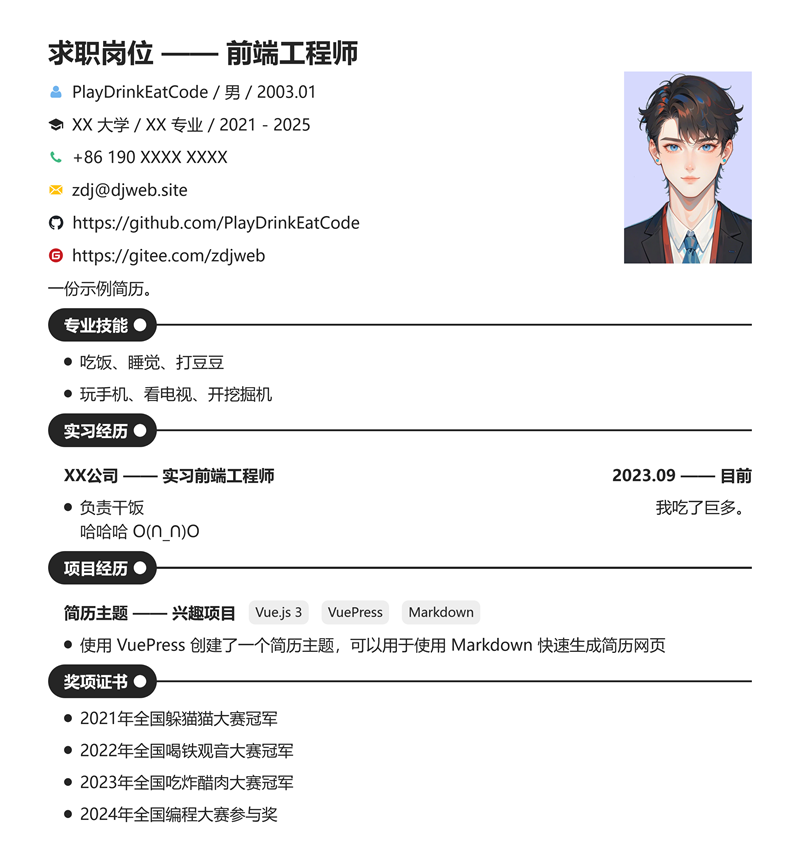 求职岗位 —— 前端工程师
PlayDrinkEatCode / 男 / 2003.01
XX 大学 / XX 专业 / 2021 - 2025
+86 190 XXXX XXXX
zdj@djweb.site
https://github.com/PlayDrinkEatCode
https://gitee.com/zdjweb
一份示例简历。
专业技能
吃饭、睡觉、打豆豆
玩手机、看电视、开挖掘机
实习经历
XX公司 —— 实习前端工程师 2023.09 —— 目前
负责干饭 我吃了巨多。
哈哈哈 O(∩_∩)O
项目经历
简历主题 —— 兴趣项目 Vue.js 3 VuePress Markdown
使用 VuePress 创建了一个简历主题，可以用于使用 Markdown 快速生成简历网页
奖项证书
2021年全国躲猫猫大赛冠军
2022年全国喝铁观音大赛冠军
2023年全国吃炸醋肉大赛冠军
2024年全国编程大赛参与奖